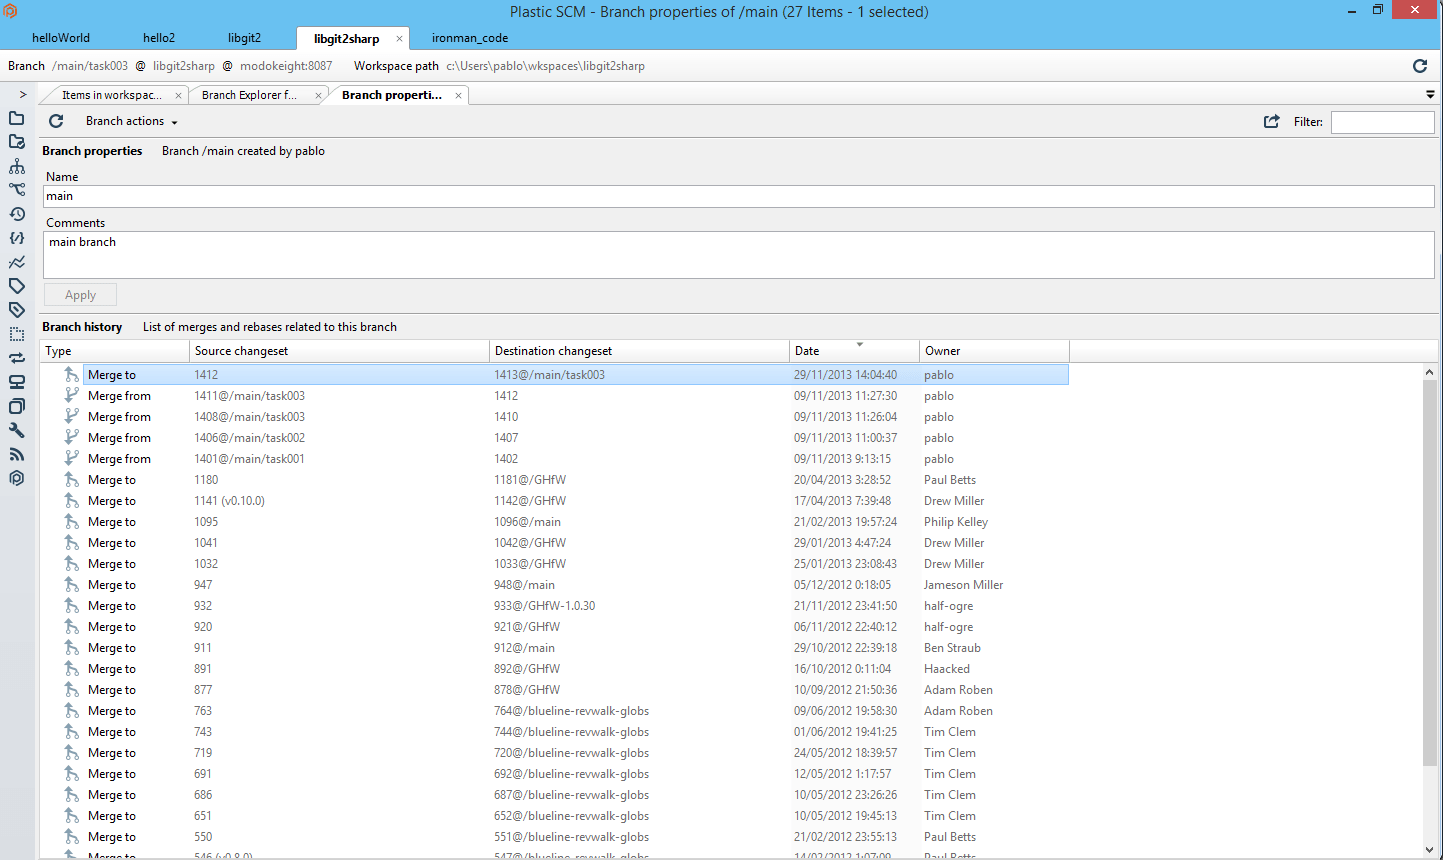 Plastic SCM - Branch properties of /main (27 Items - 1 selected)
helloWorld hello2 libgit2 libgit2sharp ironman_code
Branch /main/task003 @ libgit2sharp @ modokeight:8087 Workspace path c:\Users\pablo\wkspaces\libgit2sharp
Items in workspac... Branch Explorer f... Branch properti...
Branch actions Filter:
Branch properties Branch /main created by pablo
Name
main
Comments
main branch
Apply
Branch history List of merges and rebases related to this branch
Type Source changeset Destination changeset Date Owner
Merge to 1412 1413@/main/task003 29/11/2013 14:04:40 pablo
Merge from 1411@/main/task003 1412 09/11/2013 11:27:30 pablo
Merge from 1408@/main/task003 1410 09/11/2013 11:26:04 pablo
Merge from 1406@/main/task002 1407 09/11/2013 11:00:37 pablo
Merge from 1401@/main/task001 1402 09/11/2013 9:13:15 pablo
Merge to 1180 1181@/GHfW 20/04/2013 3:28:52 Paul Betts
Merge to 1141 (v0.10.0) 1142@/GHfW 17/04/2013 7:39:48 Drew Miller
Merge to 1095 1096@/main 21/02/2013 19:57:24 Philip Kelley
Merge to 1041 1042@/GHfW 29/01/2013 4:47:24 Drew Miller
Merge to 1032 1033@/GHfW 25/01/2013 23:08:43 Drew Miller
Merge to 947 948@/main 05/12/2012 0:18:05 Jameson Miller
Merge to 932 933@/GHfW-1.0.30 21/11/2012 23:41:50 half-ogre
Merge to 920 921@/GHfW 06/11/2012 22:40:12 half-ogre
Merge to 911 912@/main 29/10/2012 22:39:18 Ben Straub
Merge to 891 892@/GHfW 16/10/2012 0:11:04 Haacked
Merge to 877 878@/GHfW 10/09/2012 21:50:36 Adam Roben
Merge to 763 764@/blueline-revwalk-globs 09/06/2012 19:58:30 Adam Roben
Merge to 743 744@/blueline-revwalk-globs 01/06/2012 19:41:25 Tim Clem
Merge to 719 720@/blueline-revwalk-globs 24/05/2012 18:39:57 Tim Clem
Merge to 691 692@/blueline-revwalk-globs 12/05/2012 1:17:57 Tim Clem
Merge to 686 687@/blueline-revwalk-globs 10/05/2012 23:26:26 Tim Clem
Merge to 651 652@/blueline-revwalk-globs 10/05/2012 19:45:13 Tim Clem
Merge to 550 551@/blueline-revwalk-globs 21/02/2012 23:55:13 Paul Betts
Merge to 546 (v0.8.0) 547@/blueline-revwalk-globs 14/02/2012 1:07:09 Paul Betts